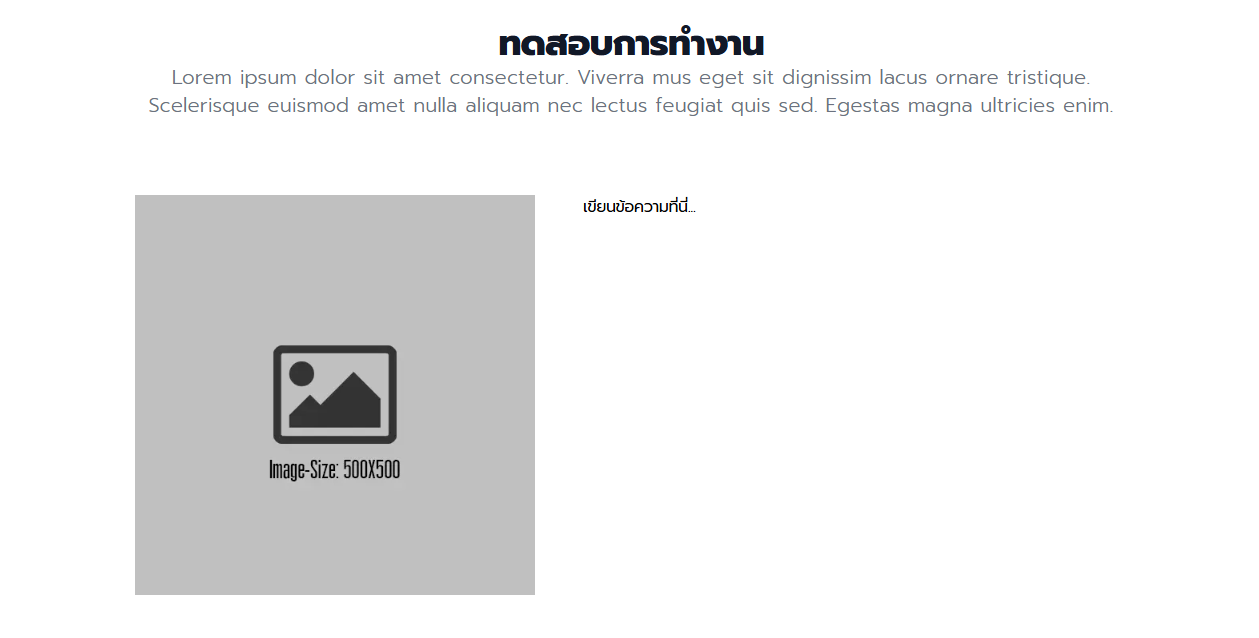 ทดสอบการทำงาน
Lorem ipsum dolor sit amet consectetur. Viverra mus eget sit dignissim lacus ornare tristique.
Scelerisque euismod amet nulla aliquam nec lectus feugiat quis sed. Egestas magna ultricies enim.
เขียนข้อความที่นี่...
Image-Size: 500X500